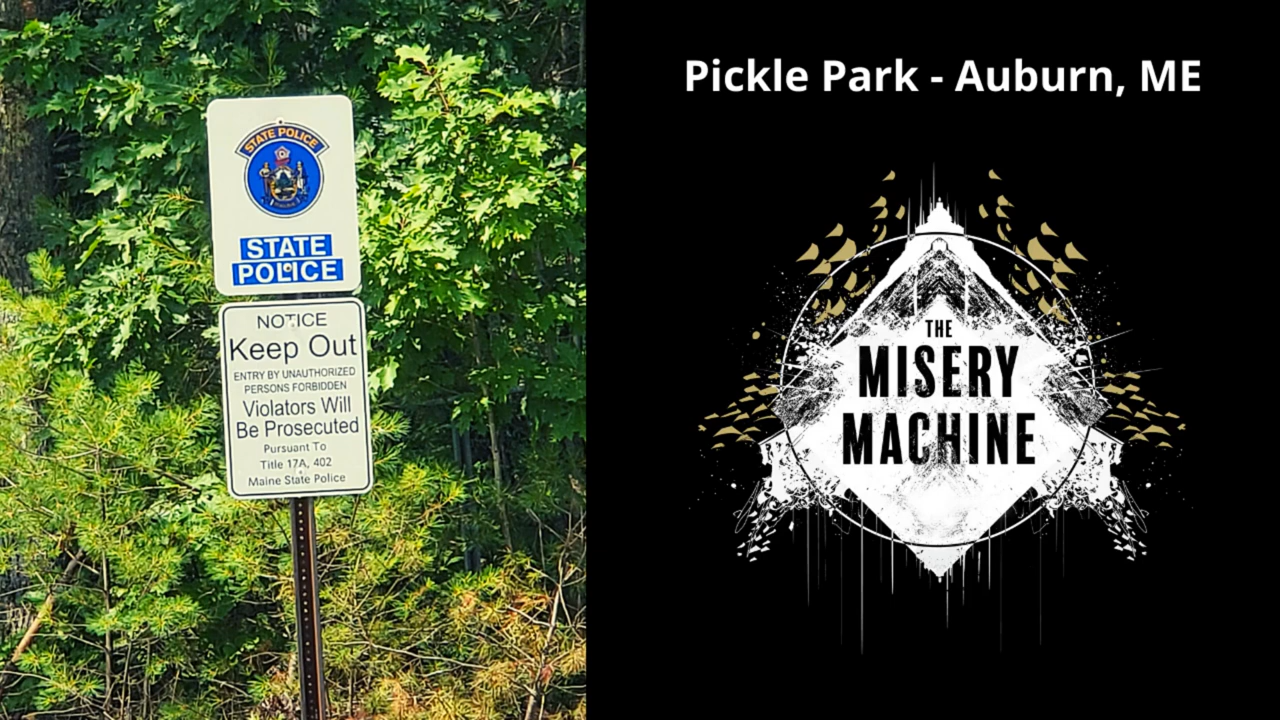 STATE POLICE
STATE
POLICE
NOTICE
Keep Out
ENTRY BY UNAUTHORIZED
PERSONS FORBIDDEN
Violators Will
Be Prosecuted
Pursuant To
Title 17A, 402
Maine State Police
Pickle Park - Auburn, ME
THE
MISERY
MACHINE